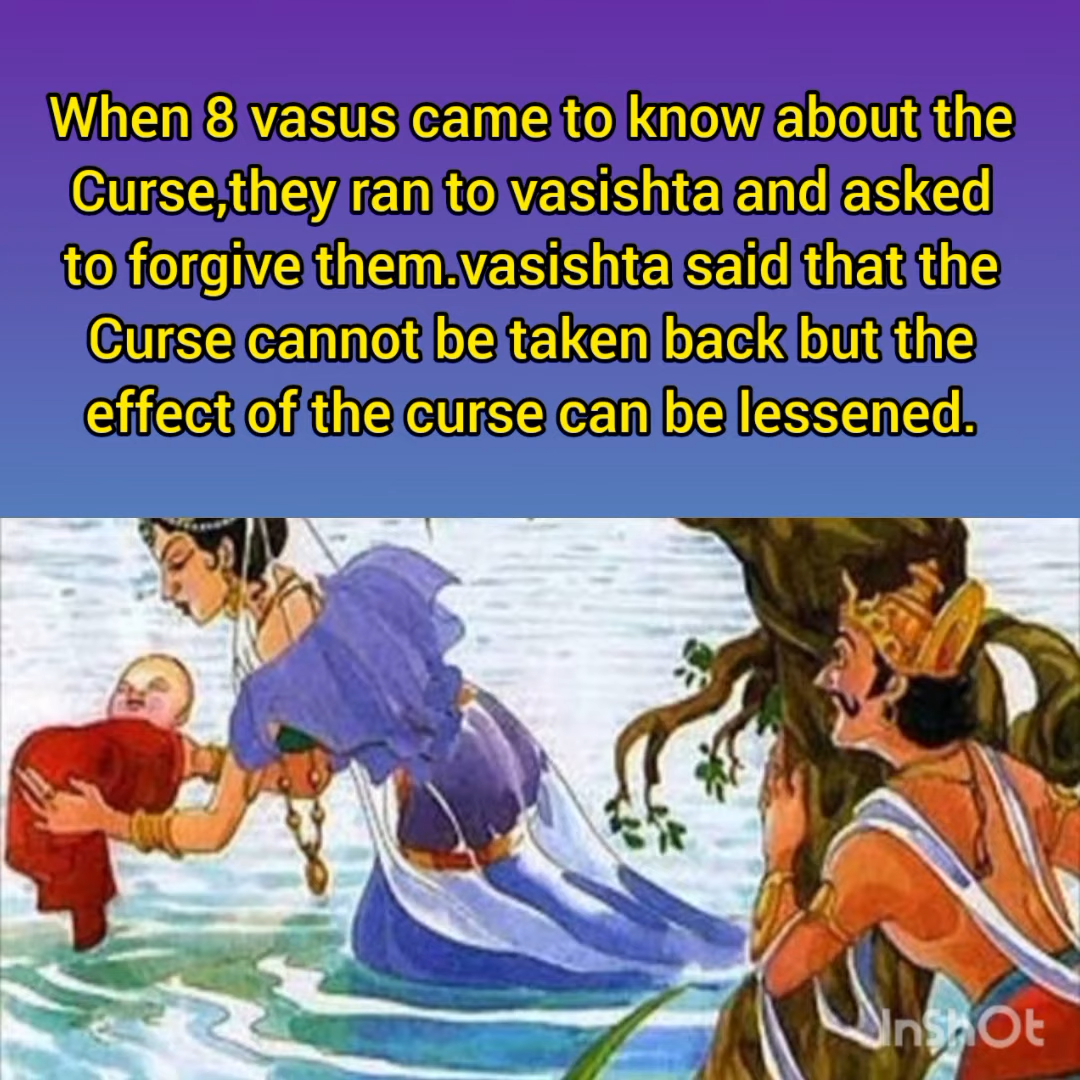 When 8 vasus came to know about the
Curse,they ran to vasishta and asked
to forgive them.vasishta said that the
Curse cannot be taken back but the
effect of the curse can be lessened.
InShOt